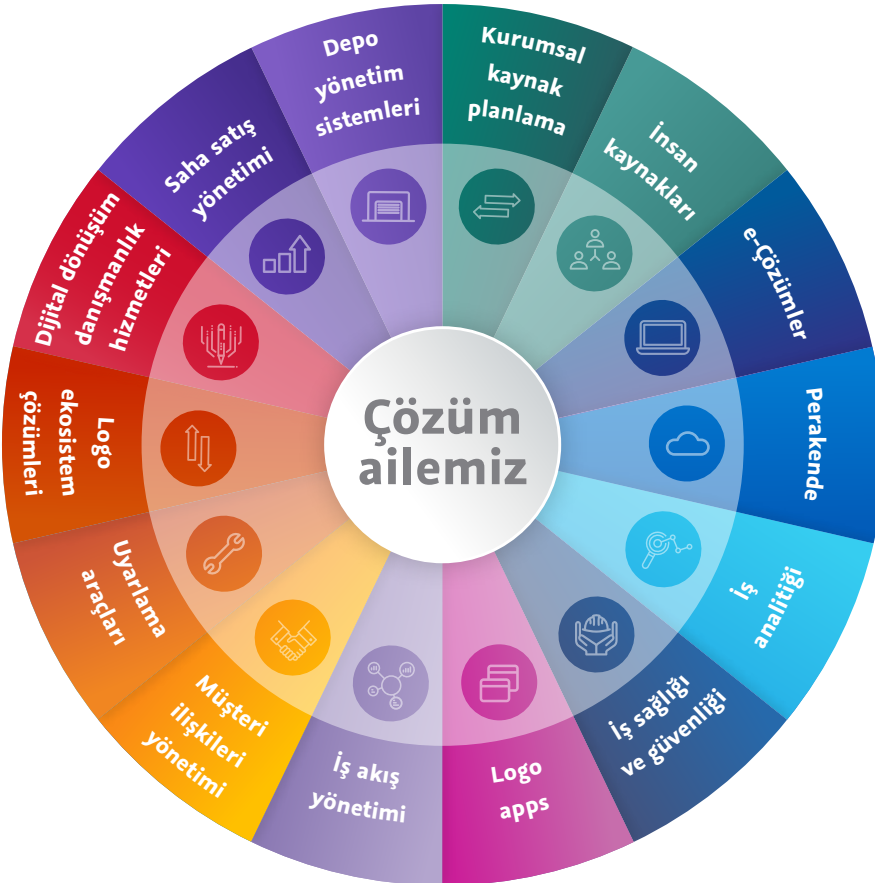 Çözüm
ailemiz
Kurumsal
kaynak
planlama
İnsan
kaynakları
e-Çözümler
Perakende
İş
analitiği
İş sağlığı
ve güvenliği
Logo
apps
İş akış
yönetimi
Müşteri
ilişkileri
yönetimi
Uyarlama
araçları
Logo
ekosistem
çözümleri
Dijital dönüşüm
danışmanlık
hizmetleri
Saha satış
yönetimi
Depo
yönetim
sistemleri